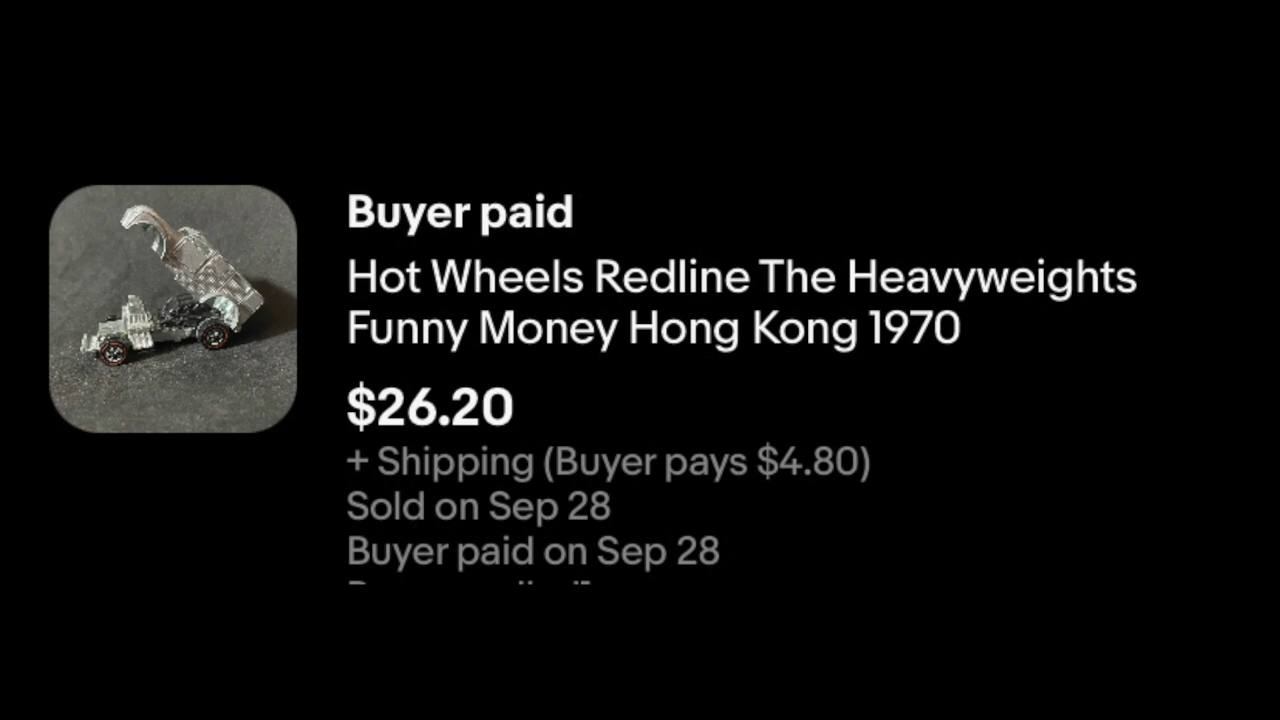 Buyer paid
Hot Wheels Redline The Heavyweights
Funny Money Hong Kong 1970
$26.20
+ Shipping (Buyer pays $4.80)
Sold on Sep 28
Buyer paid on Sep 28